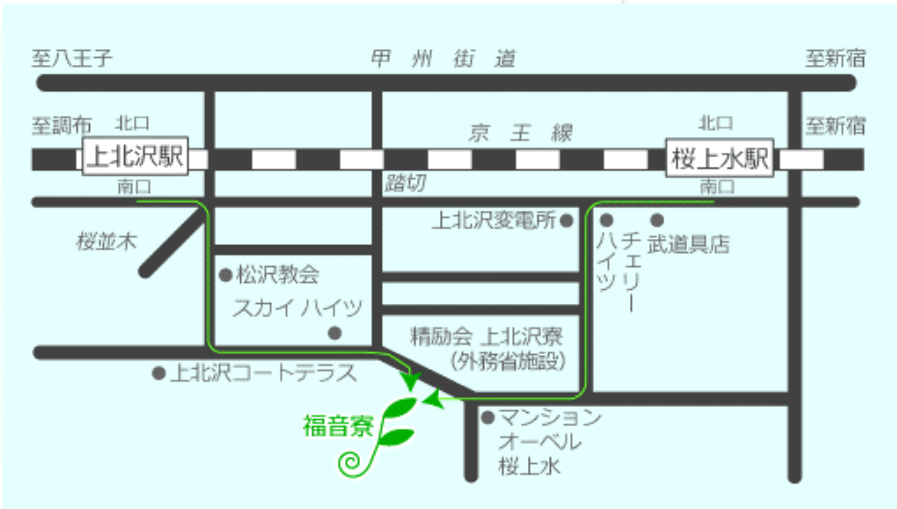 至八王子
甲州街道
至新宿
至調布
北口
京王線
北口
至新宿
上北沢駅
桜上水駅
南口
踏切
南口
桜並木
上北沢変電所
チェリー
ハイツ
武道具店
松沢教会
スカイ ハイツ
精励会 上北沢寮
(外務省施設)
上北沢コートテラス
福音寮
マンション
オーベル
桜上水